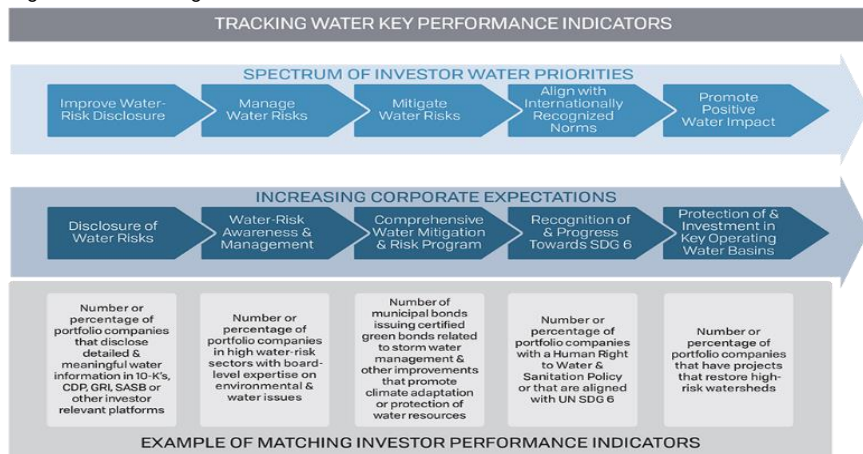 TRACKING WATER KEY PERFORMANCE INDICATORS
SPECTRUM OF INVESTOR WATER PRIORITIES
Improve Water-
Risk Disclosure
Manage
Water Risks
Mitigate
Water Risks
Align with
Internationally
Recognized
Norms
Promote
Positive
Water Impact
INCREASING CORPORATE EXPECTATIONS
Disclosure of
Water Risks
Water-Risk
Awareness &
Management
Comprehensive
Water Mitigation
& Risk Program
Recognition of
& Progress
Towards SDG 6
Protection of &
Investment in
Key Operating
Water Basins
Number or
percentage of
portfolio companies
that disclose
detailed &
meaningful water
information in 10-K's,
CDP, GRI, SASB or
other investor
relevant platforms
Number or
percentage of
portfolio companies
in high water-risk
sectors with board-
level expertise on
environmental &
water issues
Number of
municipal bonds
issuing certified
green bonds related
to storm water
management &
other improvements
that promote
climate adaptation
or protection of
water resources
Number or
percentage of
portfolio companies
with a Human Right
to Water &
Sanitation Policy
or that are aligned
with UN SDG 6
Number or
percentage of
portfolio companies
that have projects
that restore high-
risk watersheds
EXAMPLE OF MATCHING INVESTOR PERFORMANCE INDICATORS